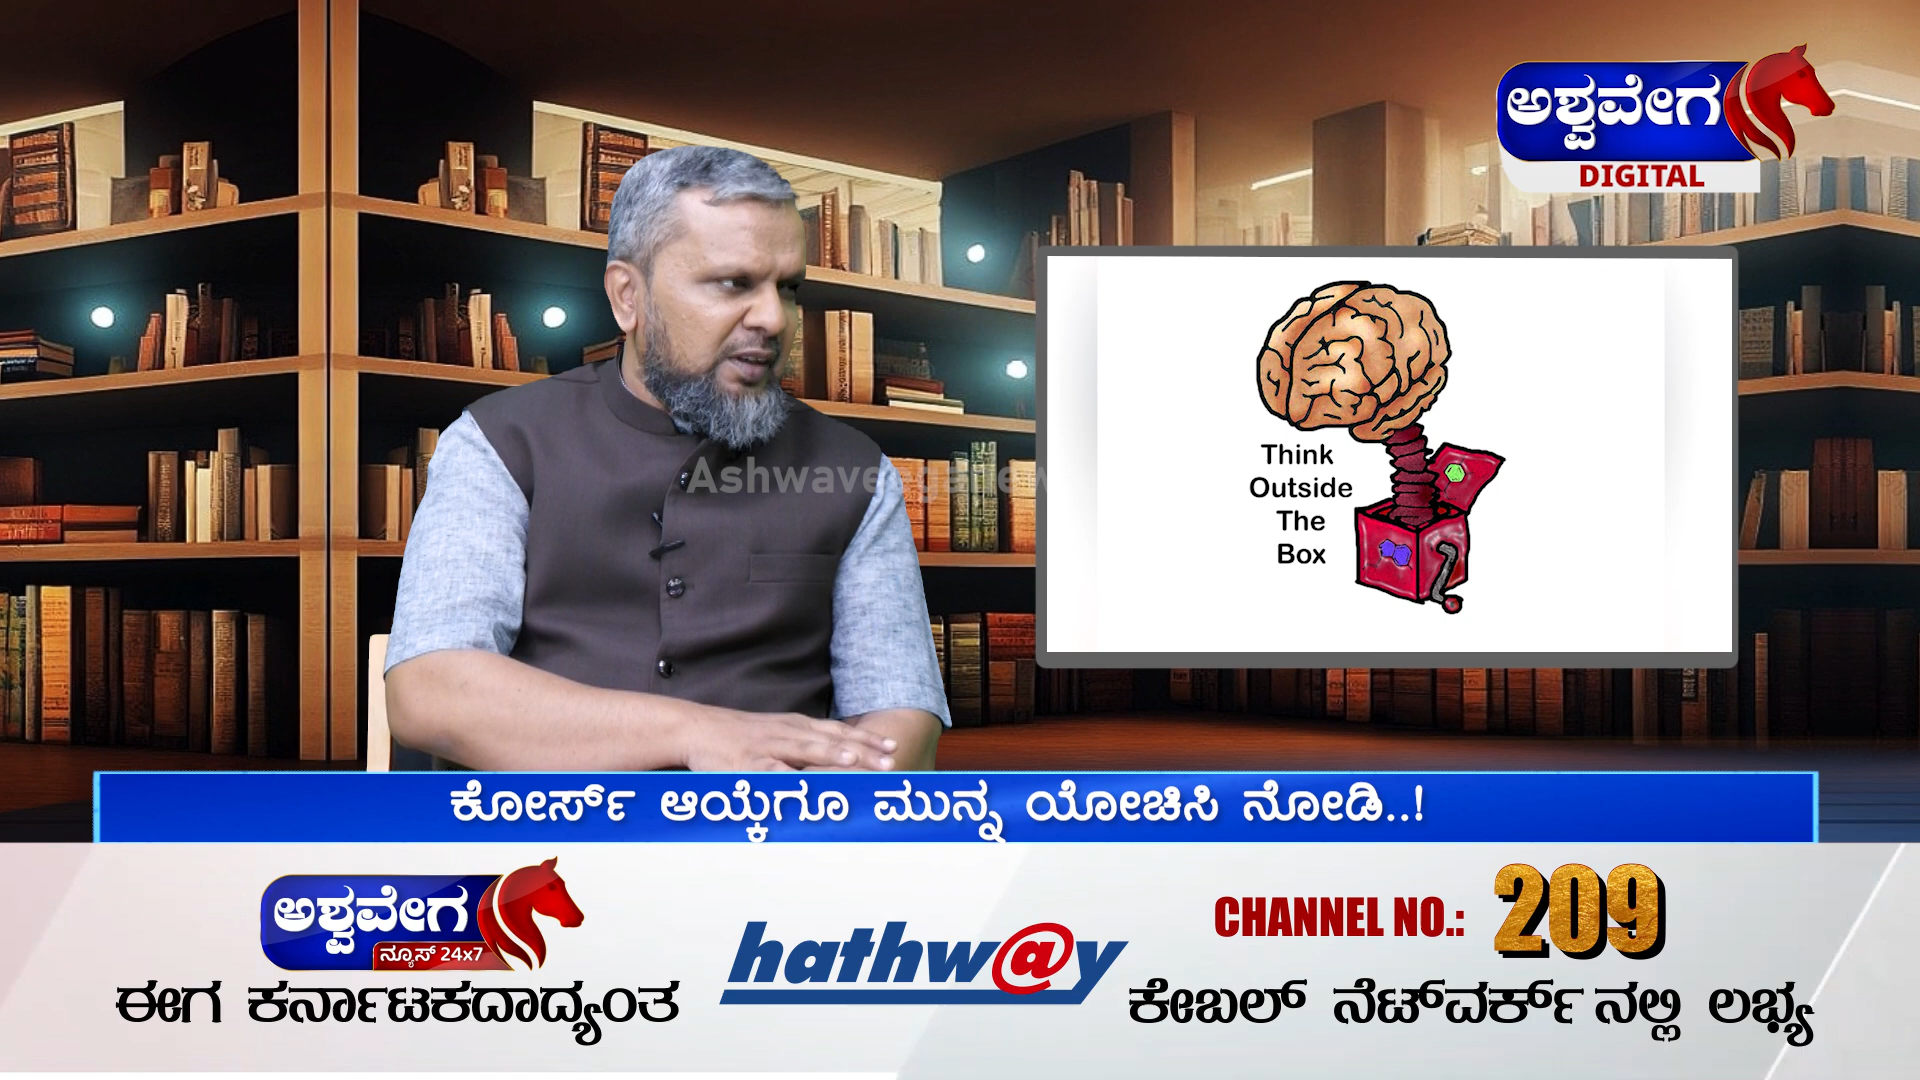 ಅಶ್ವವೇಗ
DIGITAL
Think
Outside
The
Box
ಕೋರ್ಸ್ ಆಯ್ಕೆಗೂ ಮುನ್ನ ಯೋಚಿಸಿ ನೋಡಿ..!
ಅಶ್ವವೇಗ
ನ್ಯೂಸ್ 24x7
ಈಗ ಕರ್ನಾಟಕದಾದ್ಯಂತ
hathw@y
CHANNEL NO.: 209
ಕೇಬಲ್ ನೆಟ್‌ವರ್ಕ್ ನಲ್ಲಿ ಲಭ್ಯ